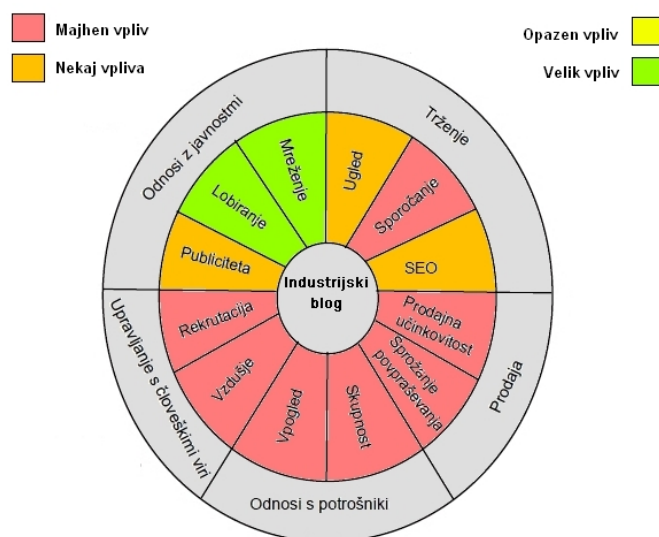 Majhen vpliv
Nekaj vpliva
Opazen vpliv
Velik vpliv
Odnosi z javnostmi
Trženje
Prodaja
Odnosi s potrošniki
Upravljanje s človeškimi viri
Mreženje
Ugled
Sporočanje
SEO
Prodajna
učinkovitost
Sprožanje
povpraševanja
Skupnost
Vpogled
Vzdušje
Rekrutacija
Publiciteta
Lobiranje
Industrijski
blog